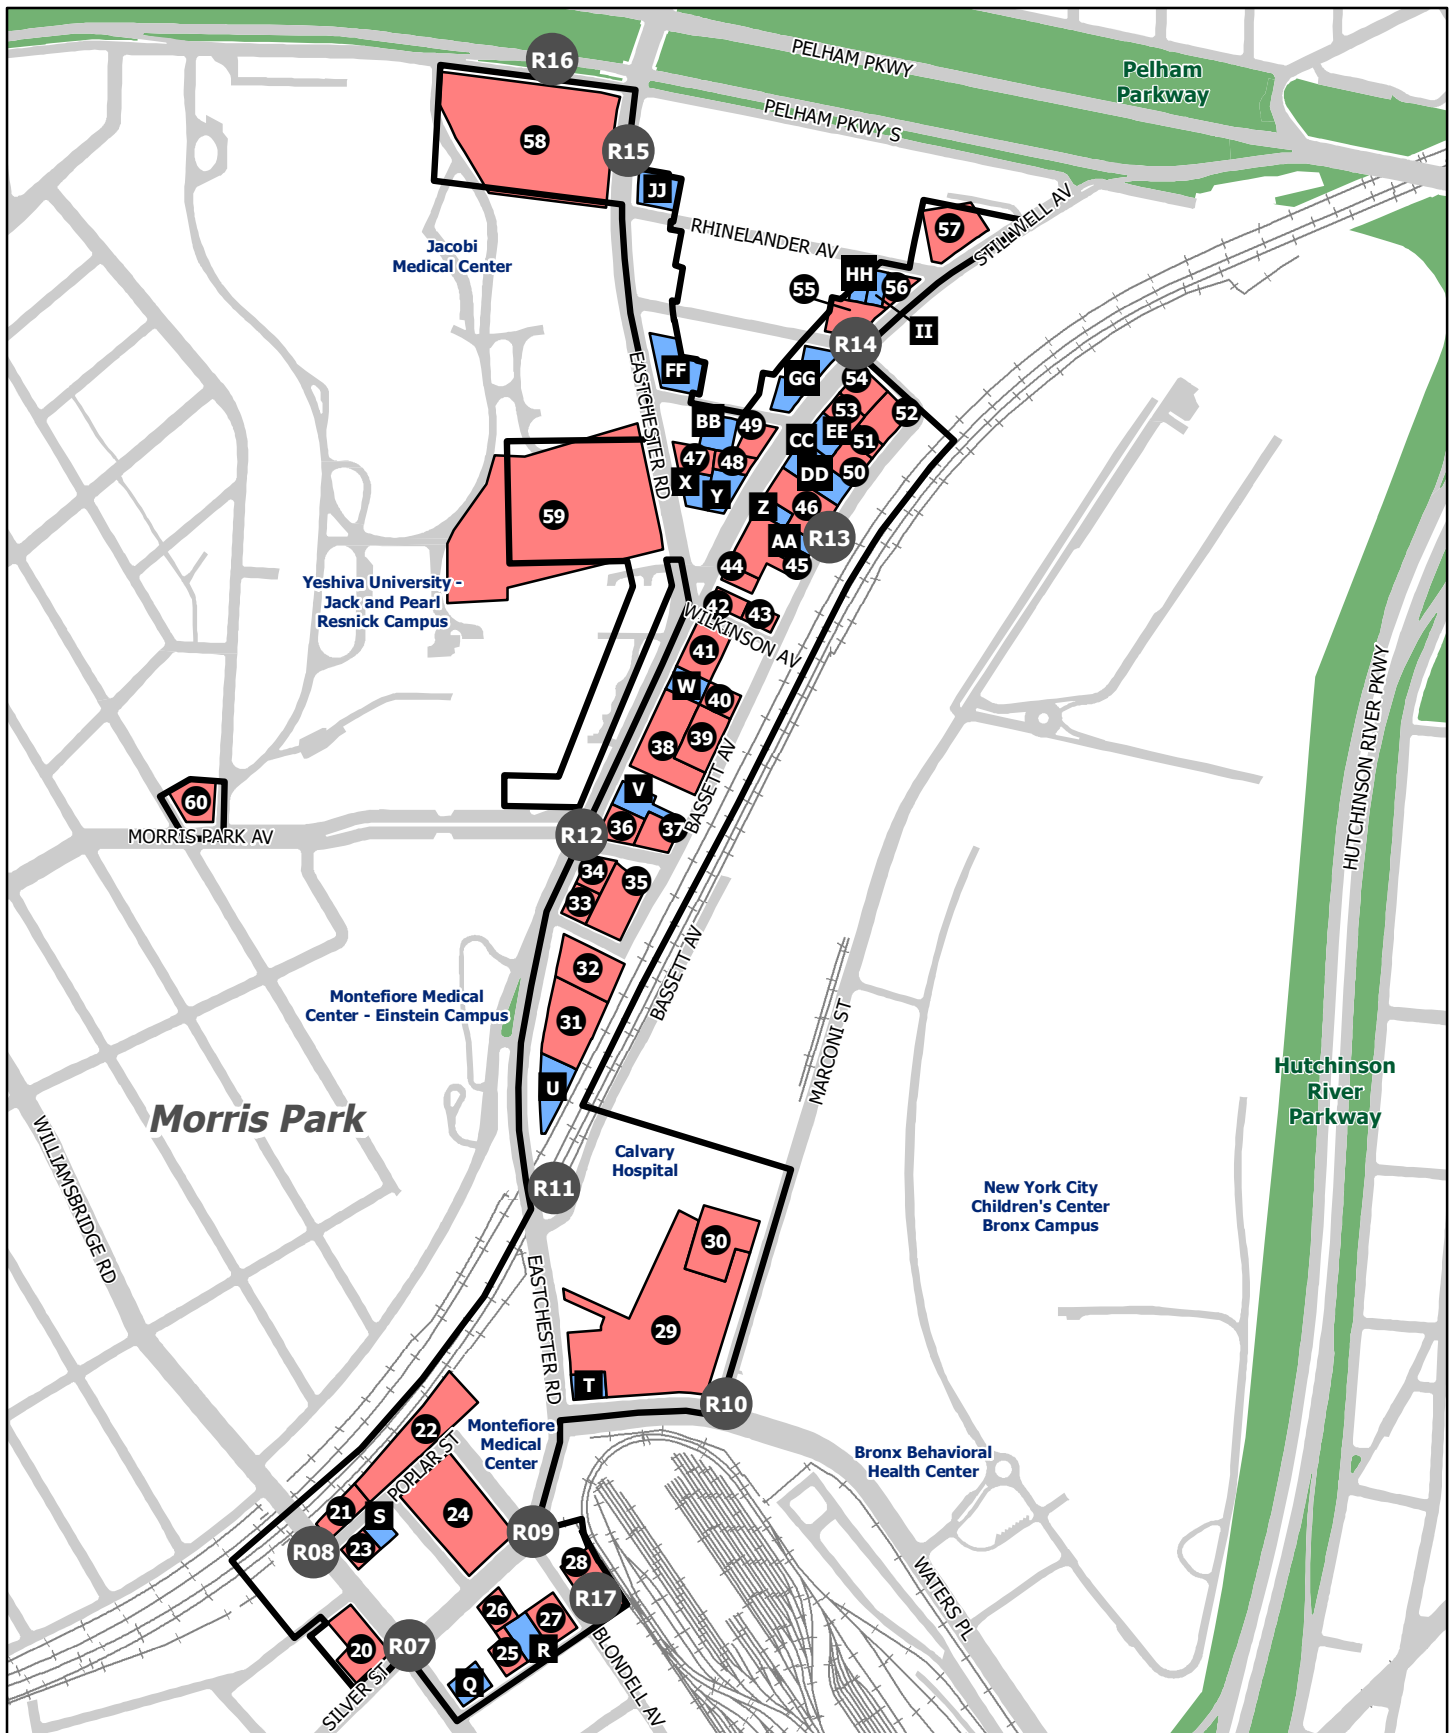 R16
PELHAM PKWY
Pelham
Parkway
PELHAM PKWY S
58
R15
JJ
RHINELANDER AV
57
STILLWELL AV
Jacobi
Medical Center
HH
55
56
II
R14
EASTCHESTER RD
FF
GG
54
53
52
BB
49
CC
EE
51
47
48
DD
50
X
Y
Z
46
59
AA
R13
44
45
Yeshiva University -
Jack and Pearl
Resnick Campus
42
43
WILKINSON AV
41
W
40
38
39
BASSETT AV
HUTCHINSON RIVER PKWY
V
60
MORRIS PARK AV
R12
36
37
34
35
33
32
BASSETT AV
Montefiore Medical
Center - Einstein Campus
31
MARCONI ST
U
Hutchinson
River
Parkway
Morris Park
WILLIAMSBRIDGE RD
Calvary
Hospital
R11
New York City
Children's Center
Bronx Campus
30
EASTCHESTER RD
29
T
R10
22
POPLAR ST
Montefiore
Medical
Center
Bronx Behavioral
Health Center
21
S
24
R08
23
R09
28
R17
WATERS PL
26
27
20
R07
25
R
BLONDELL AV
SILVER ST
Q